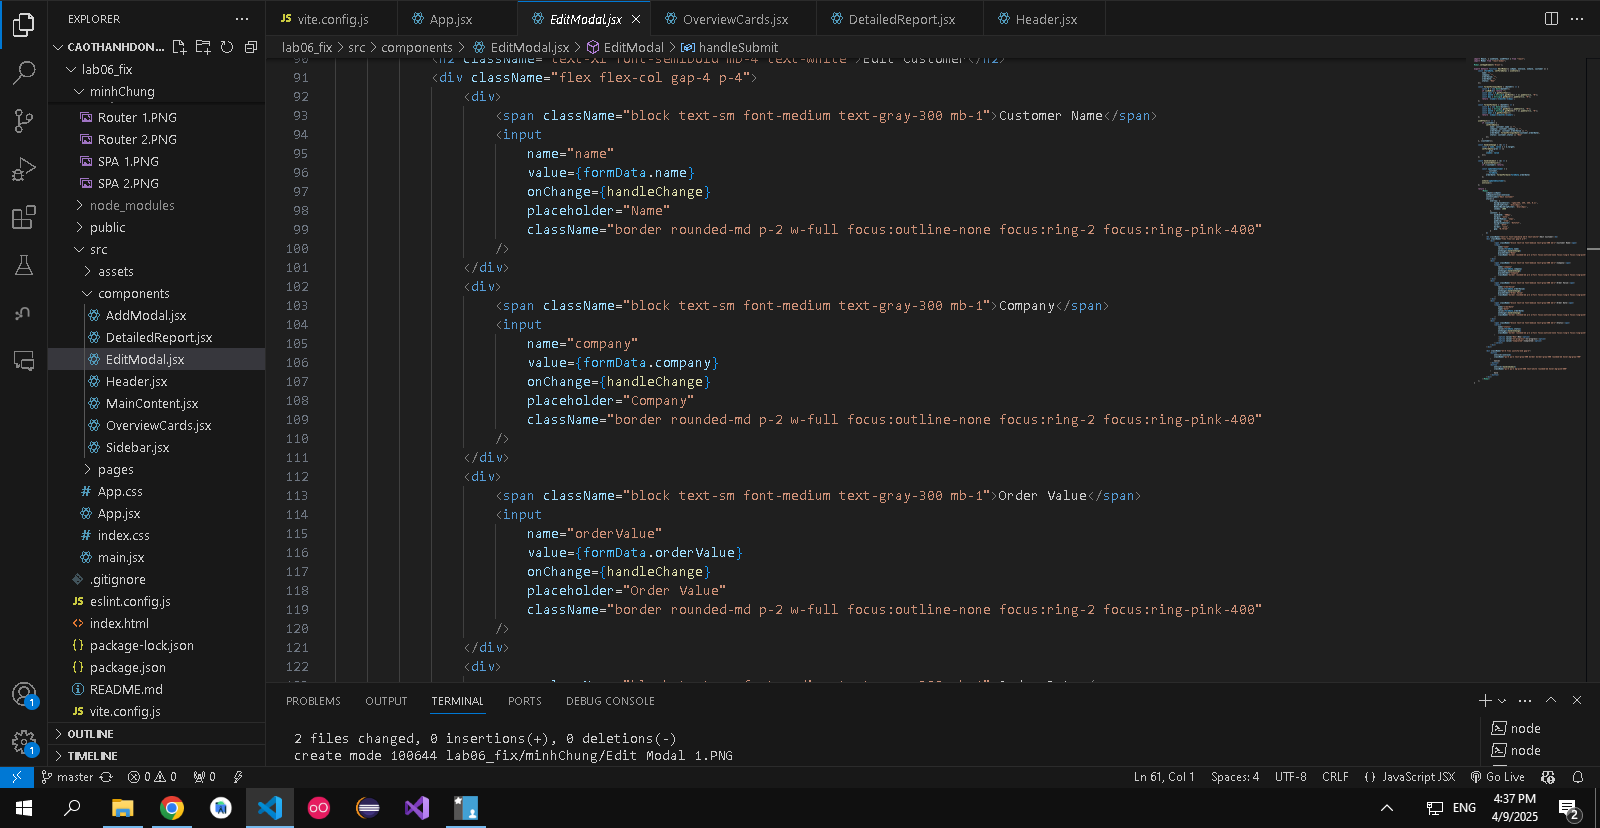 EXPLORER
CAOTHANHDON...
lab06_fix
minhChung
Router 1.PNG
Router 2.PNG
SPA 1.PNG
SPA 2.PNG
node_modules
public
src
assets
components
AddModal.jsx
DetailedReport.jsx
EditModal.jsx
Header.jsx
MainContent.jsx
OverviewCards.jsx
Sidebar.jsx
pages
# App.css
App.jsx
# index.css
main.jsx
.gitignore
JS eslint.config.js
<> index.html
{} package-lock.json
{} package.json
README.md
JS vite.config.js
OUTLINE
TIMELINE
JS vite.config.js App.jsx EditModal.jsx OverviewCards.jsx DetailedReport.jsx Header.jsx
lab06_fix > src > components > EditModal.jsx > EditModal > handleSubmit
90 <h2 className="text-xl font-semibold mb-4 text-white">Edit Customer</h2>
91 <div className="flex flex-col gap-4 p-4">
92 <div>
93 <span className="block text-sm font-medium text-gray-300 mb-1">Customer Name</span>
94 <input
95 name="name"
96 value={formData.name}
97 onChange={handleChange}
98 placeholder="Name"
99 className="border rounded-md p-2 w-full focus:outline-none focus:ring-2 focus:ring-pink-400"
100 />
101 </div>
102 <div>
103 <span className="block text-sm font-medium text-gray-300 mb-1">Company</span>
104 <input
105 name="company"
106 value={formData.company}
107 onChange={handleChange}
108 placeholder="Company"
109 className="border rounded-md p-2 w-full focus:outline-none focus:ring-2 focus:ring-pink-400"
110 />
111 </div>
112 <div>
113 <span className="block text-sm font-medium text-gray-300 mb-1">Order Value</span>
114 <input
115 name="orderValue"
116 value={formData.orderValue}
117 onChange={handleChange}
118 placeholder="Order Value"
119 className="border rounded-md p-2 w-full focus:outline-none focus:ring-2 focus:ring-pink-400"
120 />
121 </div>
122 <div>
PROBLEMS OUTPUT TERMINAL PORTS DEBUG CONSOLE
2 files changed, 0 insertions(+), 0 deletions(-)
create mode 100644 lab06_fix/minhChung/Edit Modal 1.PNG
node
node
1
1
master 0 0 0 Ln 61, Col 1 Spaces: 4 UTF-8 CRLF {} JavaScript JSX Go Live
ENG
4:37 PM
4/9/2025
2